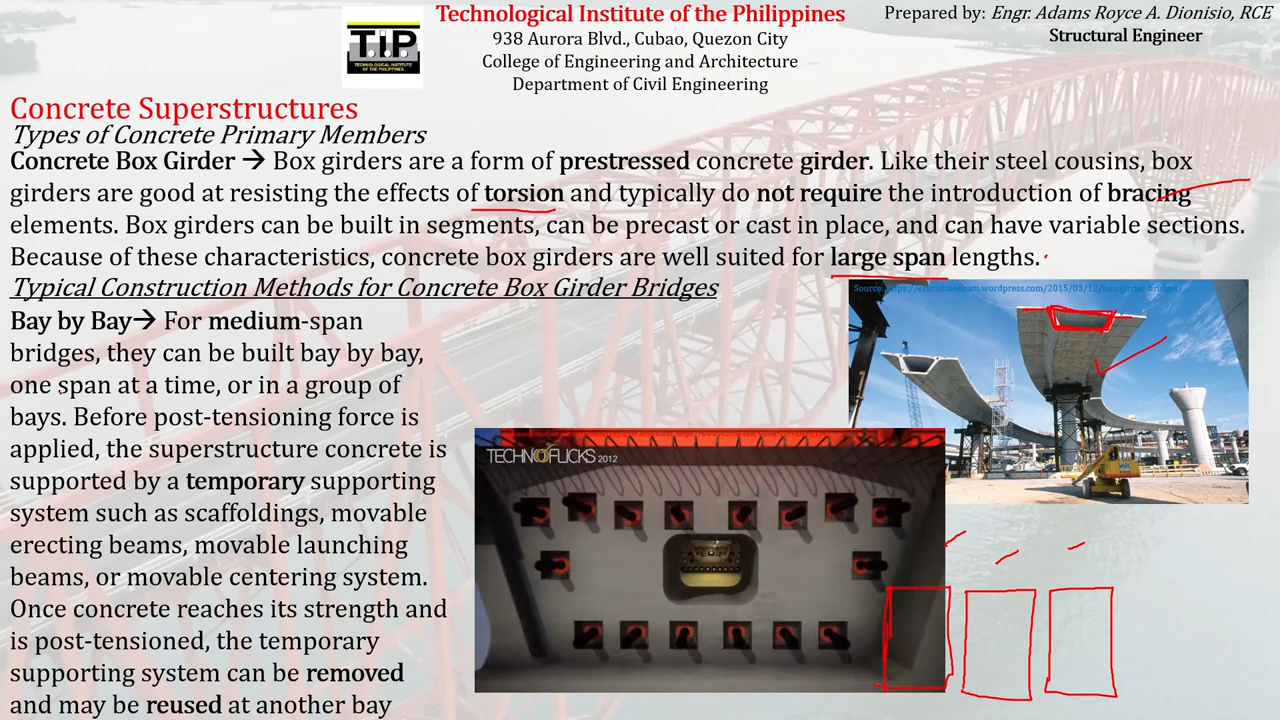 Technological Institute of the Philippines
938 Aurora Blvd., Cubao, Quezon City
College of Engineering and Architecture
Department of Civil Engineering
Prepared by: Engr. Adams Royce A. Dionisio, RCE
Structural Engineer
TiP
TECHNOLOGICAL INSTITUTE
OF THE PHILIPPINES
Concrete Superstructures
Types of Concrete Primary Members
Concrete Box Girder → Box girders are a form of prestressed concrete girder. Like their steel cousins, box
girders are good at resisting the effects of torsion and typically do not require the introduction of bracing
elements. Box girders can be built in segments, can be precast or cast in place, and can have variable sections.
Because of these characteristics, concrete box girders are well suited for large span lengths.
Typical Construction Methods for Concrete Box Girder Bridges
Bay by Bay→ For medium-span
bridges, they can be built bay by bay,
one span at a time, or in a group of
bays. Before post-tensioning force is
applied, the superstructure concrete is
supported by a temporary supporting
system such as scaffoldings, movable
erecting beams, movable launching
beams, or movable centering system.
Once concrete reaches its strength and
is post-tensioned, the temporary
supporting system can be removed
and may be reused at another bay
TECHNOFLICKS 2012